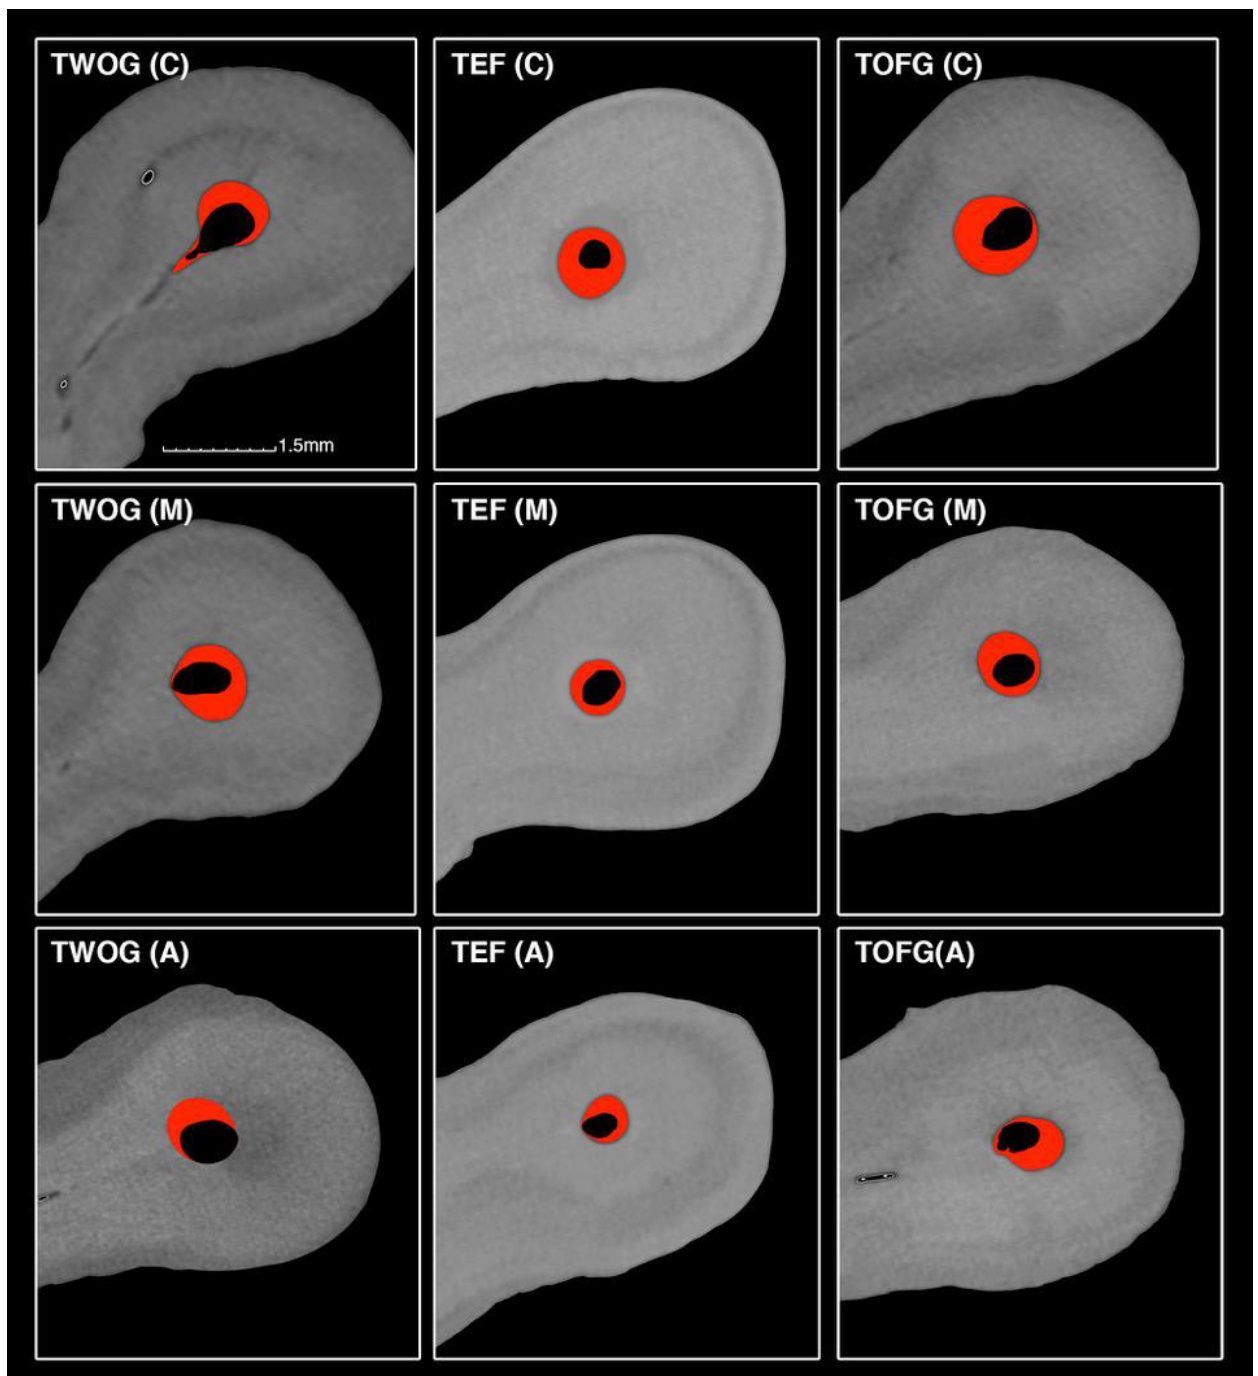 TWOG (C)
TEF (C)
TOFG (C)
1.5mm
TWOG (M)
TEF (M)
TOFG (M)
TWOG (A)
TEF (A)
TOFG(A)